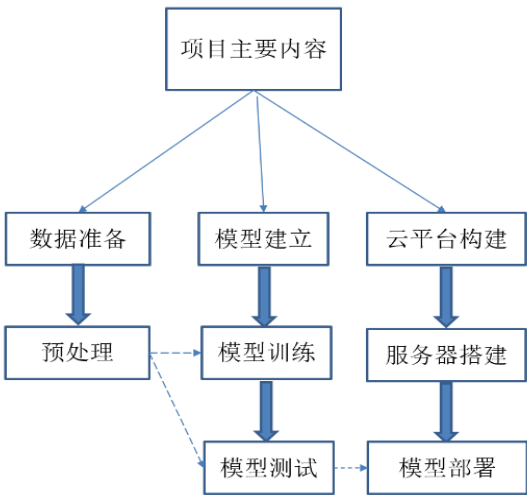 项目主要内容
数据准备
模型建立
云平台构建
预处理
模型训练
服务器搭建
模型测试
模型部署